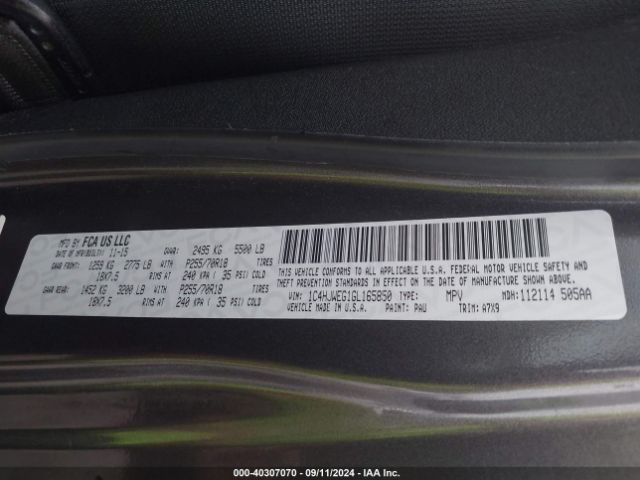 MFD BY FCA US LLC
DATE OF MFR 11-15 GVWR: 2495 KG 5500 LB
GAWR FRONT: 1259 KG 2775 LB WITH P255/70R18 TIRES
18X7.5 RIMS AT 240 KPA ( 35 PSI) COLD
GAWR REAR: 1452 KG 3200 LB WITH P255/70R18 TIRES
18X7.5 RIMS AT 240 KPA ( 35 PSI) COLD
THIS VEHICLE CONFORMS TO ALL APPLICABLE U.S.A. FEDERAL MOTOR VEHICLE SAFETY AND
THEFT PREVENTION STANDARDS IN EFFECT ON THE DATE OF MANUFACTURE SHOWN ABOVE.
VIN: 1C4HJWEG1GL165850 TYPE: MPV MDH: 112114 505AA
VEHICLE MADE IN U.S.A. PAINT: PAU TRIM: A7X9
000-40307070 - 09/11/2024 - IAA Inc.